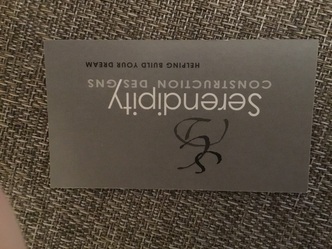 Serendipity
CONSTRUCTION DESIGNS
HELPING BUILD YOUR DREAM